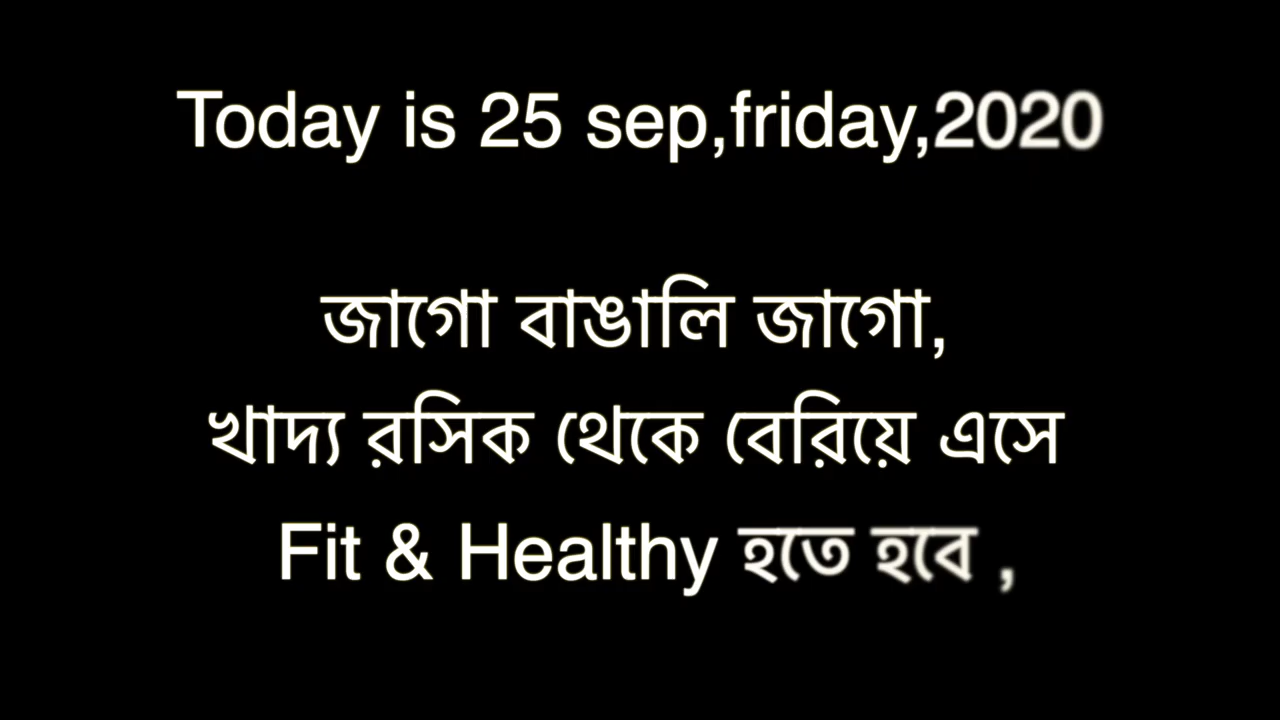 Today is 25 sep,friday,2020
জাগো বাঙালি জাগো,
খাদ্য রসিক থেকে বেরিয়ে এসে
Fit & Healthy হতে হবে ,